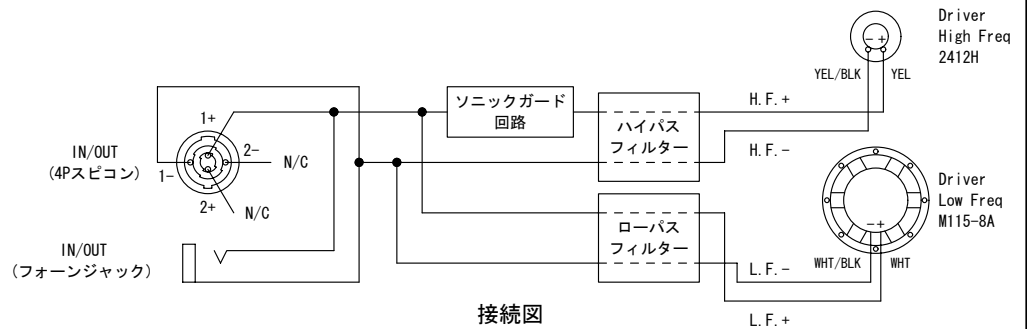 Driver
High Freq
2412H
YEL/BLK
YEL
- +
ソニックガード
回路
ハイパス
フィルター
H.F.+
H.F.-
1+
2-
1-
2+
N/C
N/C
IN/OUT
(4Pスピコン)
IN/OUT
(フォーンジャック)
ローパス
フィルター
Driver
Low Freq
M115-8A
-+
WHT/BLK
WHT
L.F.-
L.F.+
接続図